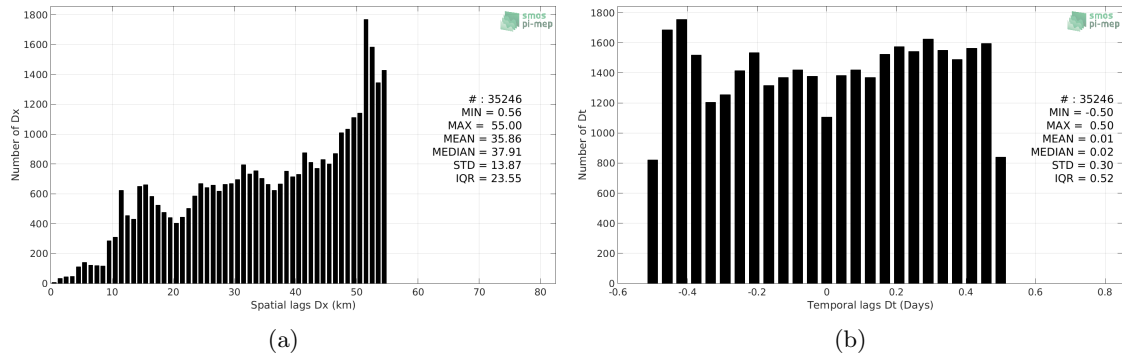 1800
1600
1400
1200
1000
800
600
400
200
0
Number of Dx
0 10 20 30 40 50 60 70 80
Spatial lags Dx (km)
smos
pi-mep
# : 35246
MIN = 0.56
MAX = 55.00
MEAN = 35.86
MEDIAN = 37.91
STD = 13.87
IQR = 23.55
(a)
1800
1600
1400
1200
1000
800
600
400
200
0
Number of Dt
-0.6 -0.4 -0.2 0 0.2 0.4 0.6 0.8
Temporal lags Dt (Days)
smos
pi-mep
# : 35246
MIN = -0.50
MAX = 0.50
MEAN = 0.01
MEDIAN = 0.02
STD = 0.30
IQR = 0.52
(b)